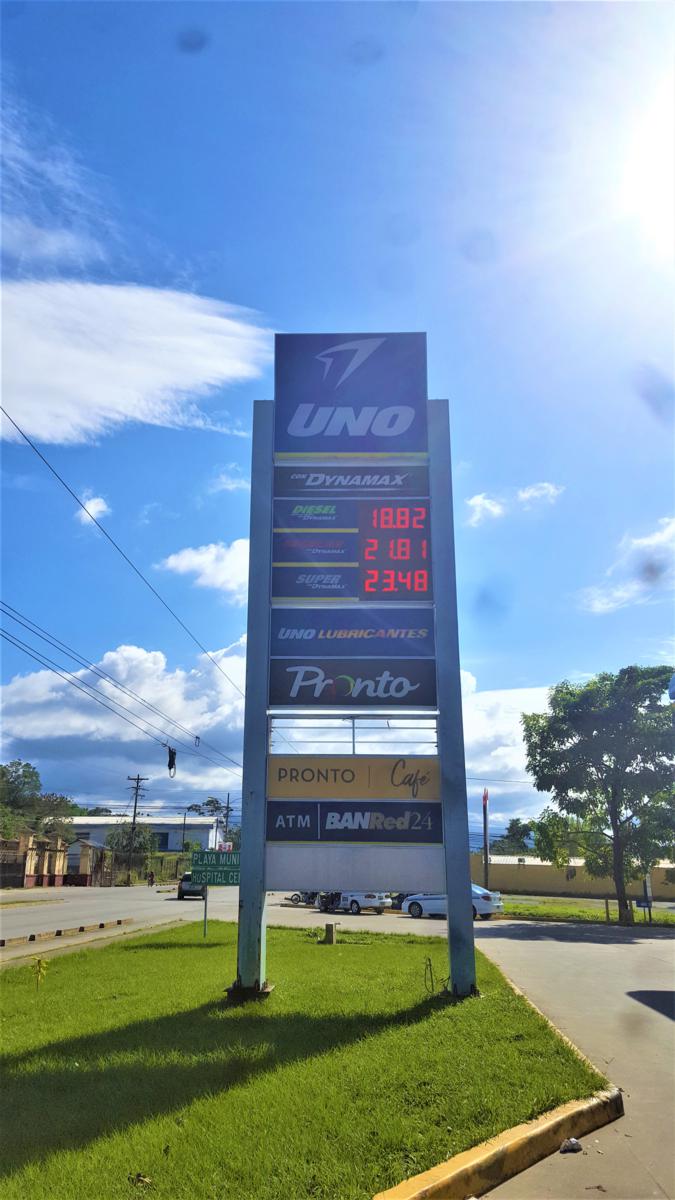 UNO
CON DYNAMAX
DIESEL 18.82
CON DYNAMAX
REGULAR 21.81
CON DYNAMAX
SUPER 23.48
CON DYNAMAX
UNO LUBRICANTES
Pronto
PRONTO | Café
ATM | BANRed24
PLAYA MUNI
HOSPITAL CE